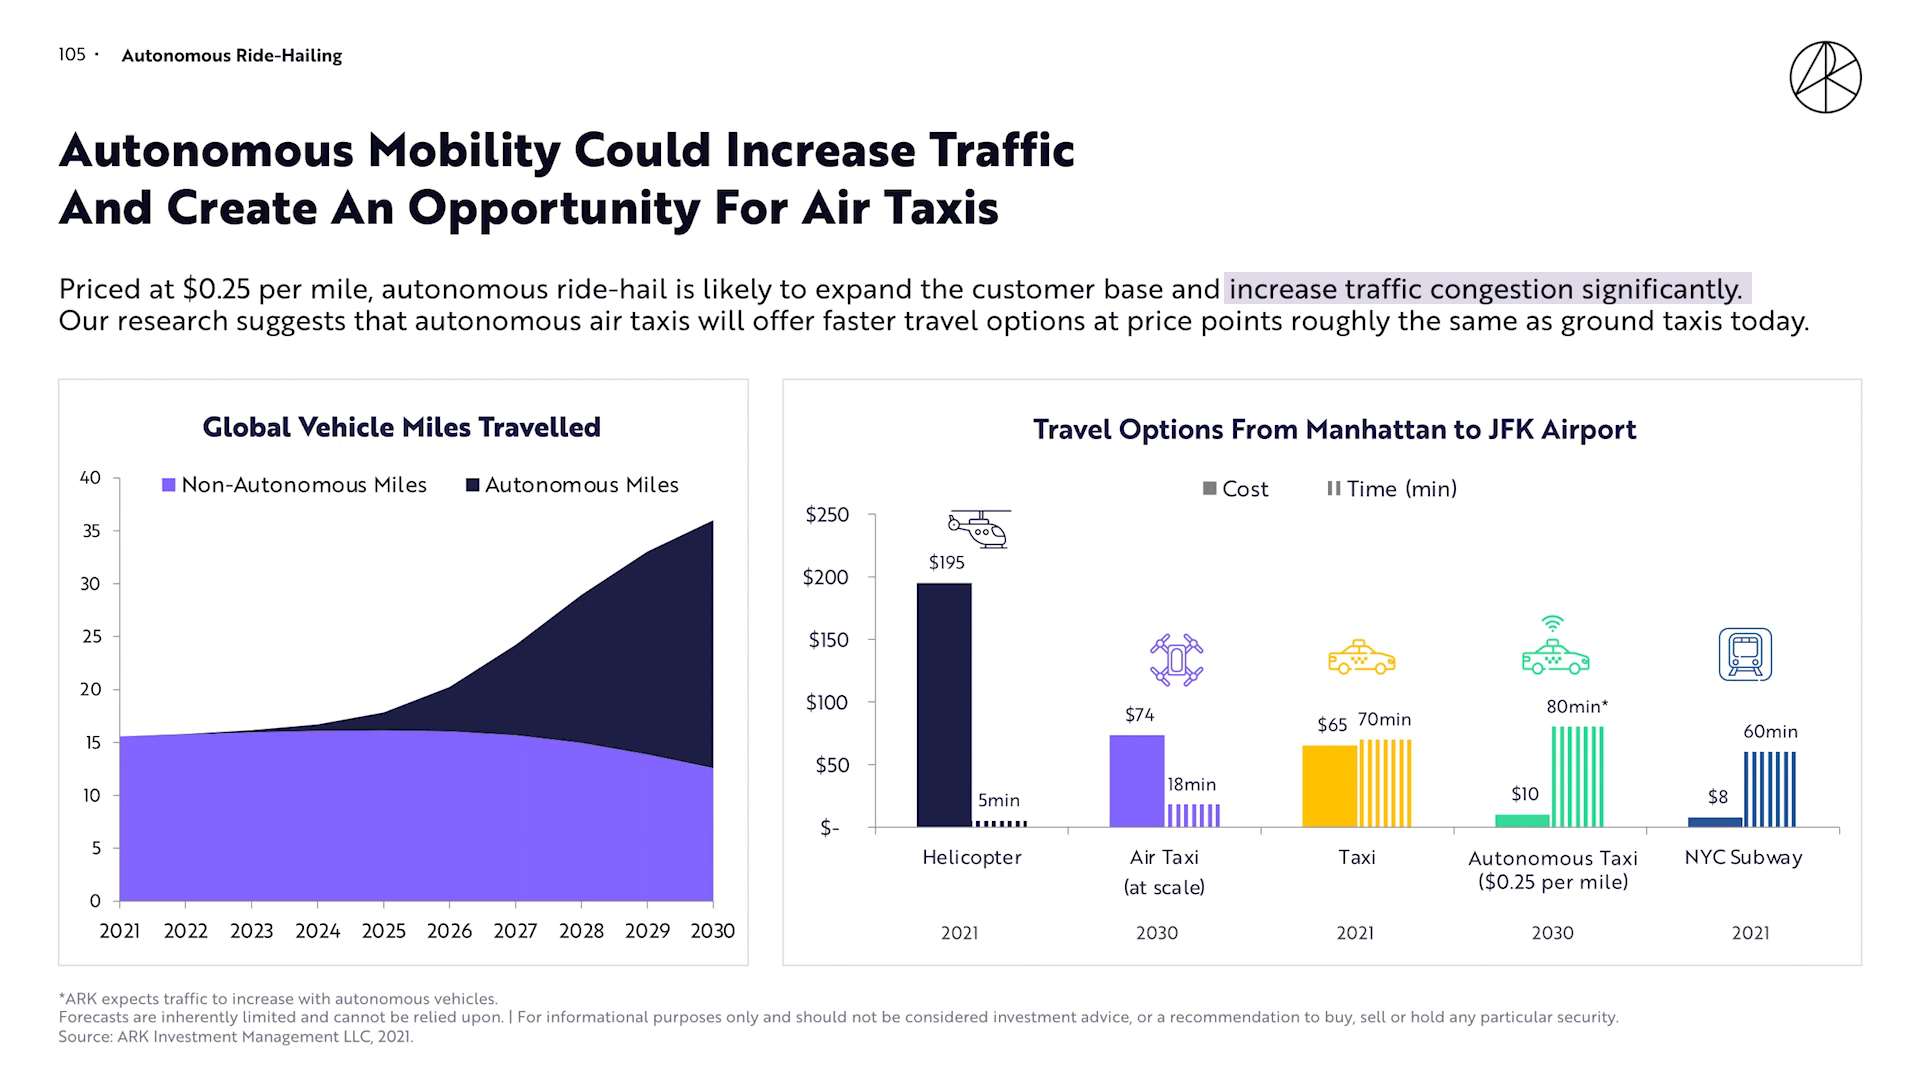 105 · Autonomous Ride-Hailing
ARK
Autonomous Mobility Could Increase Traffic
And Create An Opportunity For Air Taxis
Priced at $0.25 per mile, autonomous ride-hail is likely to expand the customer base and increase traffic congestion significantly.
Our research suggests that autonomous air taxis will offer faster travel options at price points roughly the same as ground taxis today.
Global Vehicle Miles Travelled
Non-Autonomous Miles Autonomous Miles
40
35
30
25
20
15
10
5
0
2021 2022 2023 2024 2025 2026 2027 2028 2029 2030
Travel Options From Manhattan to JFK Airport
Cost Time (min)
$250
$200
$150
$100
$50
$-
$195
5min
$74
18min
$65 70min
$10
80min*
$8
60min
Helicopter Air Taxi Taxi Autonomous Taxi NYC Subway
(at scale) ($0.25 per mile)
2021 2030 2021 2030 2021
*ARK expects traffic to increase with autonomous vehicles.
Forecasts are inherently limited and cannot be relied upon. | For informational purposes only and should not be considered investment advice, or a recommendation to buy, sell or hold any particular security.
Source: ARK Investment Management LLC, 2021.